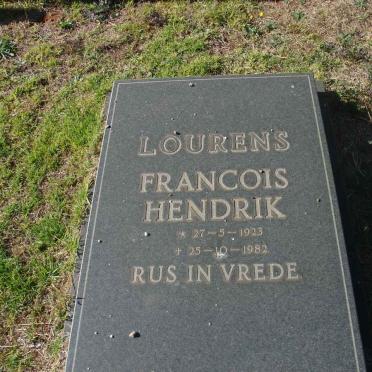 LOURENS
FRANCOIS
HENDRIK
* 27-5-1923
+ 25-10-1982
RUS IN VREDE